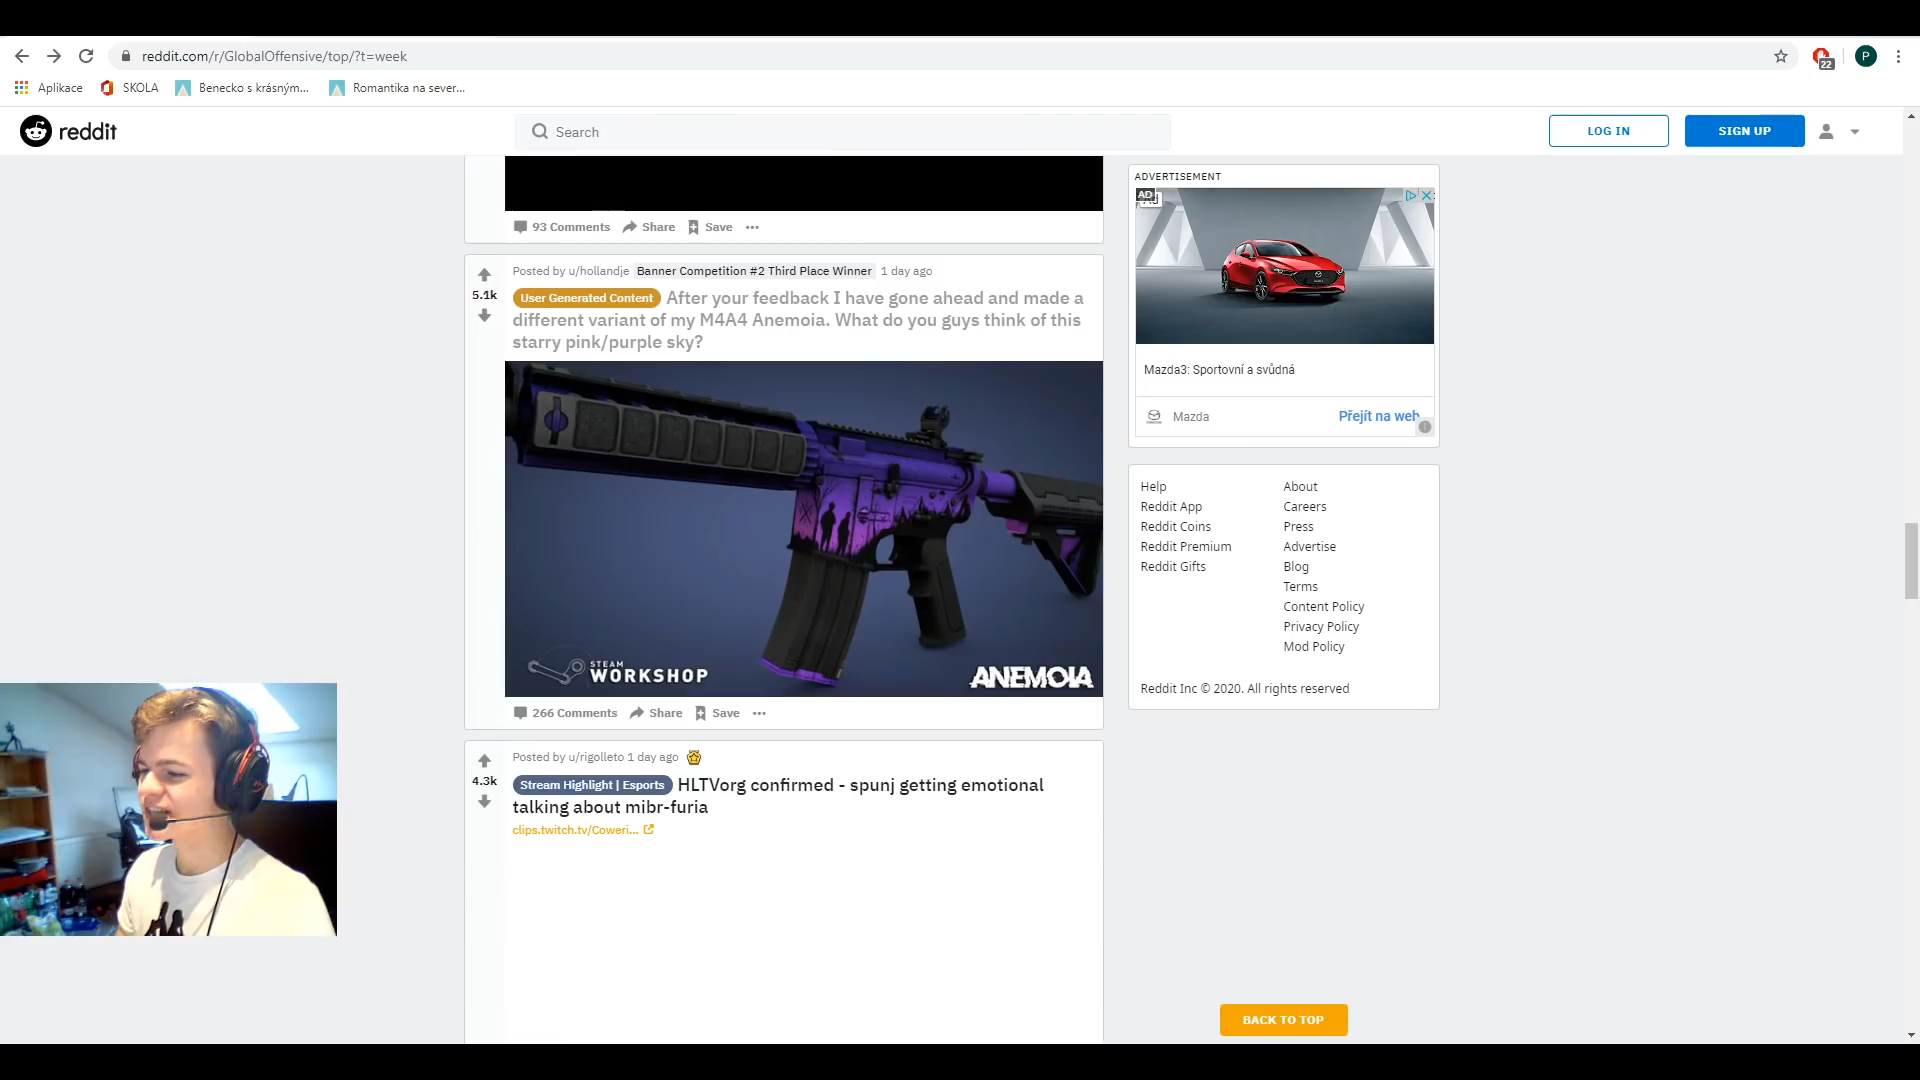 reddit.com/r/GlobalOffensive/top/?t=week
22
P
Aplikace
SKOLA
Benecko s krásným...
Romantika na sever...
reddit
Search
LOG IN
SIGN UP
93 Comments
Share
Save
Posted by u/hollandje
Banner Competition #2 Third Place Winner
1 day ago
5.1k
User Generated Content
After your feedback I have gone ahead and made a
different variant of my M4A4 Anemoia. What do you guys think of this
starry pink/purple sky?
STEAM
WORKSHOP
ANEMOIA
266 Comments
Share
Save
Posted by u/rigolleto 1 day ago
4.3k
Stream Highlight | Esports
HLTVorg confirmed - spunj getting emotional
talking about mibr-furia
clips.twitch.tv/Coweri...
ADVERTISEMENT
AD
Mazda3: Sportovní a svůdná
Mazda
Přejít na web
Help
Reddit App
Reddit Coins
Reddit Premium
Reddit Gifts
About
Careers
Press
Advertise
Blog
Terms
Content Policy
Privacy Policy
Mod Policy
Reddit Inc © 2020. All rights reserved
BACK TO TOP